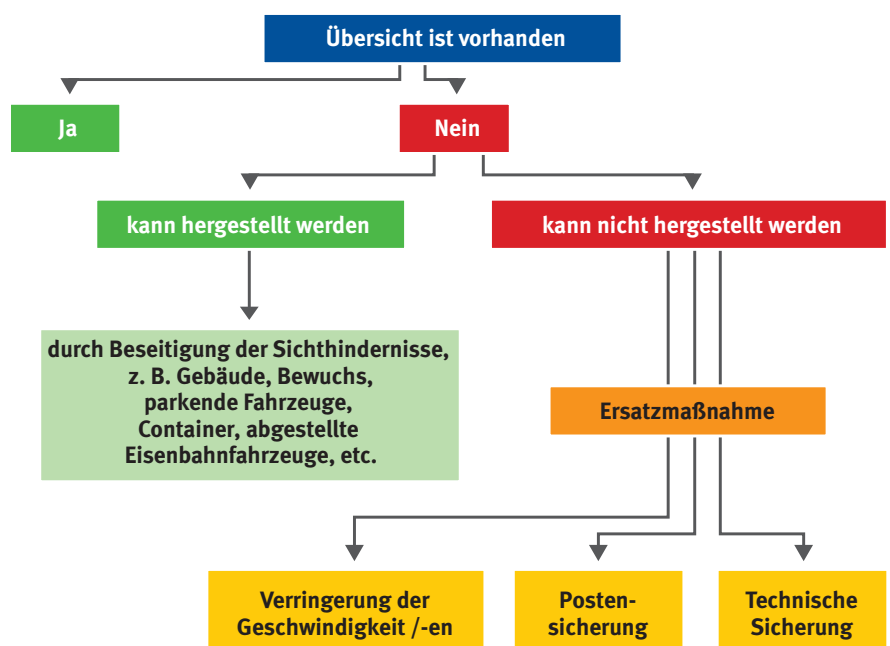 Übersicht ist vorhanden
Ja
Nein
kann hergestellt werden
kann nicht hergestellt werden
durch Beseitigung der Sichthindernisse,
z. B. Gebäude, Bewuchs,
parkende Fahrzeuge,
Container, abgestellte
Eisenbahnfahrzeuge, etc.
Ersatzmaßnahme
Verringerung der
Geschwindigkeit /-en
Posten-
sicherung
Technische
Sicherung